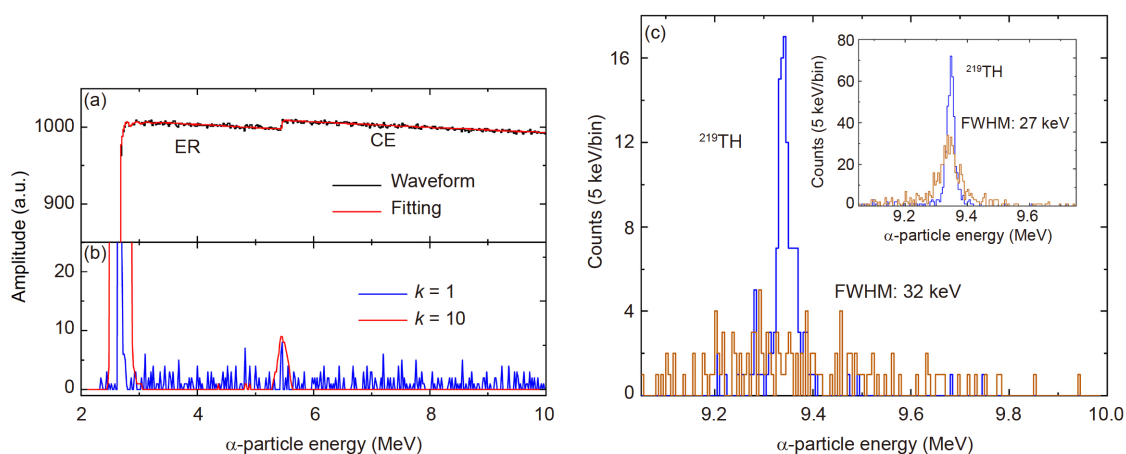 (a)
1000
900
ER
CE
Waveform
Fitting
Amplitude (a.u.)
(b)
20
10
0
k = 1
k = 10
2
4
6
8
10
α-particle energy (MeV)
(c)
16
12
8
4
0
Counts (5 keV/bin)
²¹⁹TH
FWHM: 32 keV
9.2
9.4
9.6
9.8
10.0
α-particle energy (MeV)
80
60
40
20
0
Counts (5 keV/bin)
²¹⁹TH
FWHM: 27 keV
9.2
9.4
9.6
α-particle energy (MeV)